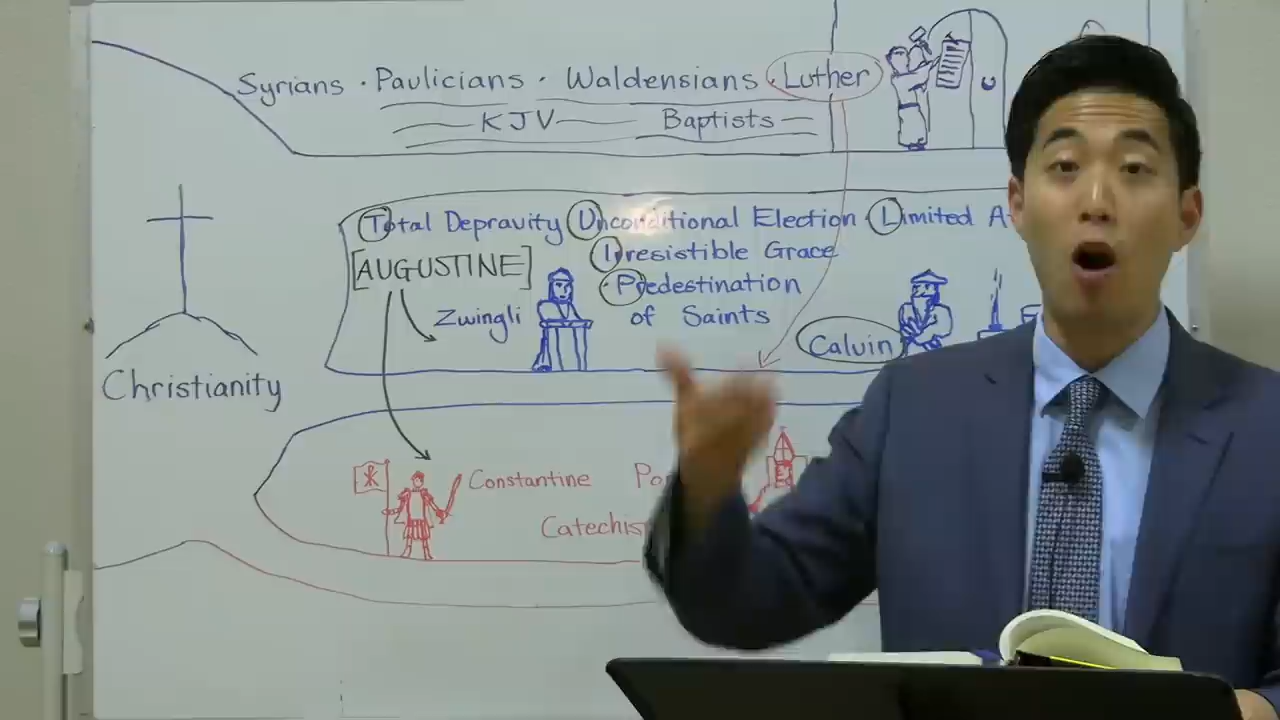 Syrians · Paulicians · Waldensians Luther
KJV Baptists
Total Depravity Unconditional Election Limited A
Irresistible Grace
[AUGUSTINE]
Predestination
of Saints
Zwingli
Calvin
Christianity
Constantine Po
Catechis